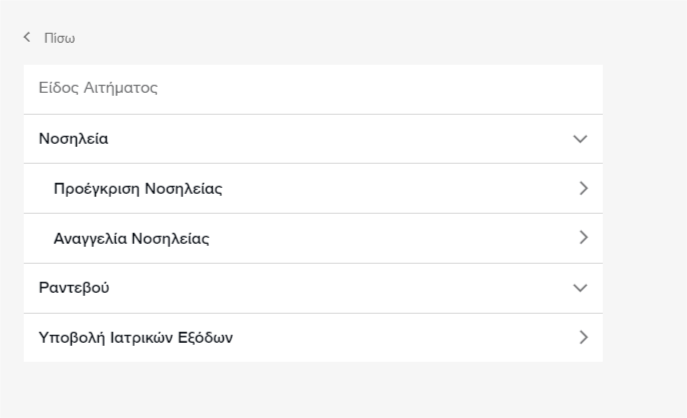 Πίσω
Είδος Αιτήματος
Νοσηλεία
Προέγκριση Νοσηλείας
Αναγγελία Νοσηλείας
Ραντεβού
Υποβολή Ιατρικών Εξόδων